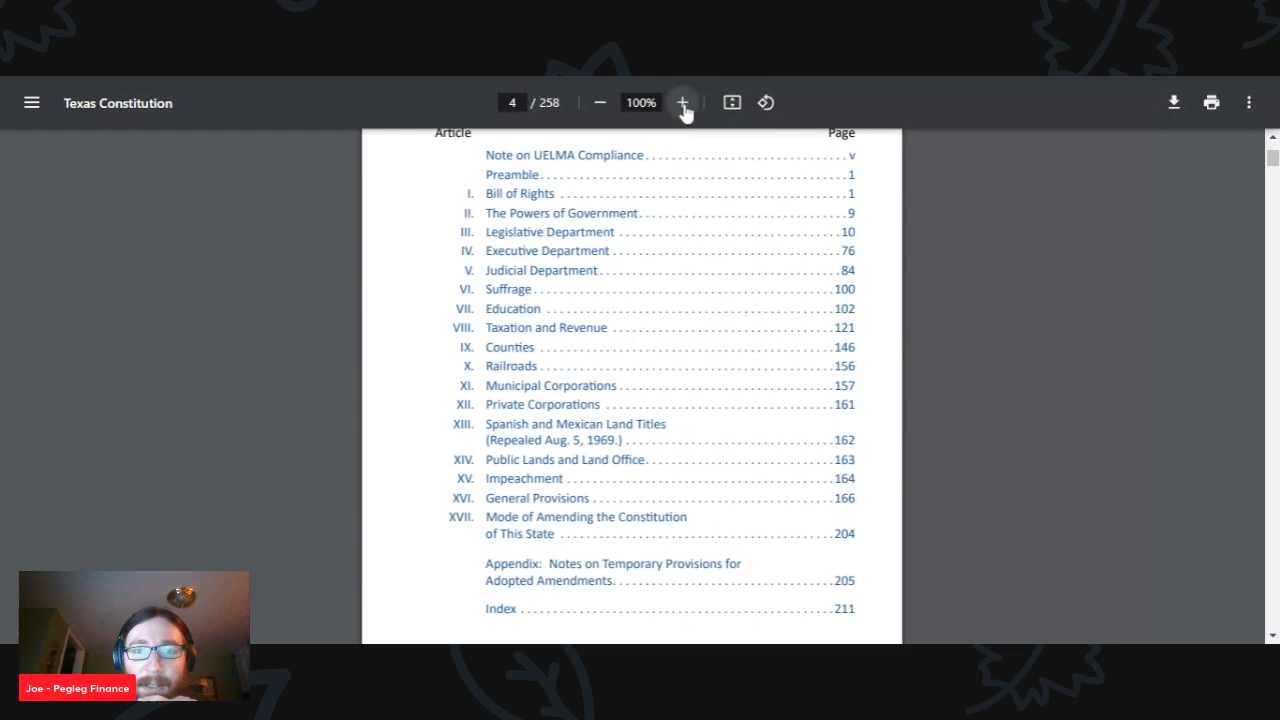 Texas Constitution
4 / 258
100%
Article Page
Note on UELMA Compliance . . . . . . . . . . . . . . . . . . . . . . . . . . v
Preamble . . . . . . . . . . . . . . . . . . . . . . . . . . 1
I. Bill of Rights . . . . . . . . . . . . . . . . . . . . . . . . . . 1
II. The Powers of Government . . . . . . . . . . . . . . . . . . . . . . . . . . 9
III. Legislative Department . . . . . . . . . . . . . . . . . . . . . . . . . . 10
IV. Executive Department . . . . . . . . . . . . . . . . . . . . . . . . . . 76
V. Judicial Department . . . . . . . . . . . . . . . . . . . . . . . . . . 84
VI. Suffrage . . . . . . . . . . . . . . . . . . . . . . . . . . 100
VII. Education . . . . . . . . . . . . . . . . . . . . . . . . . . 102
VIII. Taxation and Revenue . . . . . . . . . . . . . . . . . . . . . . . . . . 121
IX. Counties . . . . . . . . . . . . . . . . . . . . . . . . . . 146
X. Railroads . . . . . . . . . . . . . . . . . . . . . . . . . . 156
XI. Municipal Corporations . . . . . . . . . . . . . . . . . . . . . . . . . . 157
XII. Private Corporations . . . . . . . . . . . . . . . . . . . . . . . . . . 161
XIII. Spanish and Mexican Land Titles
(Repealed Aug. 5, 1969.) . . . . . . . . . . . . . . . . . . . . . . . . . . 162
XIV. Public Lands and Land Office . . . . . . . . . . . . . . . . . . . . . . . . . . 163
XV. Impeachment . . . . . . . . . . . . . . . . . . . . . . . . . . 164
XVI. General Provisions . . . . . . . . . . . . . . . . . . . . . . . . . . 166
XVII. Mode of Amending the Constitution
of This State . . . . . . . . . . . . . . . . . . . . . . . . . . 204
Appendix: Notes on Temporary Provisions for
Adopted Amendments . . . . . . . . . . . . . . . . . . . . . . . . . . 205
Index . . . . . . . . . . . . . . . . . . . . . . . . . . 211
Joe - Pegleg Finance